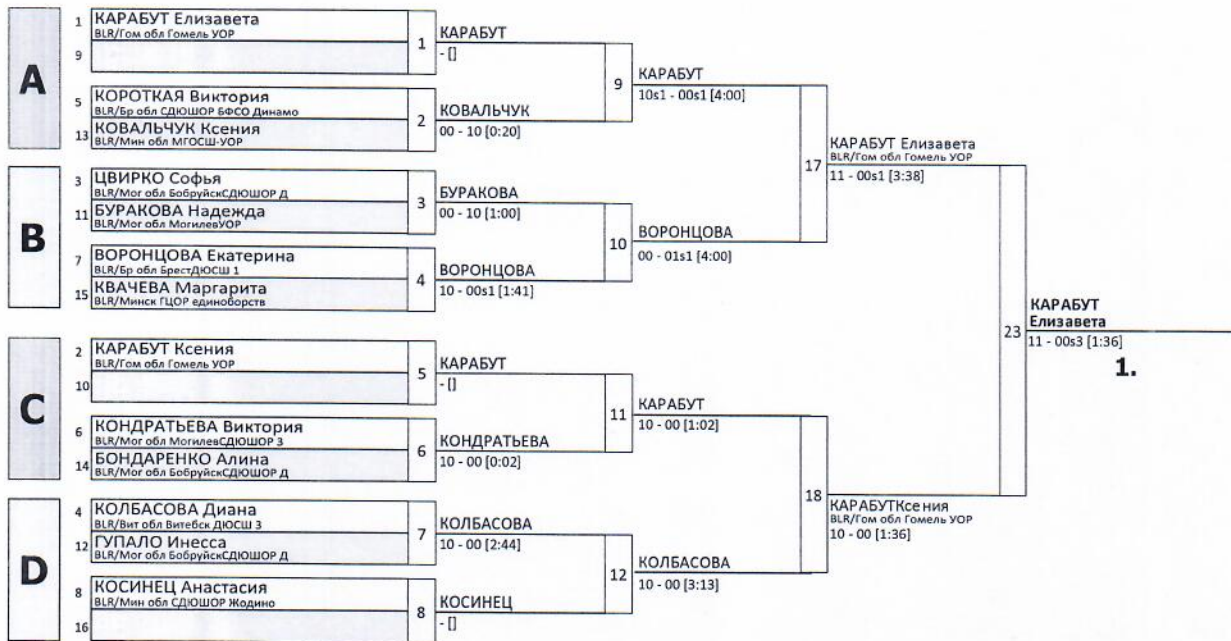 A
1 КАРАБУТ Елизавета
BLR/Гом обл Гомель УОР
9
1
КАРАБУТ
- []
5 КОРОТКАЯ Виктория
BLR/Бр обл СДЮШОР БФСО Динамо
13 КОВАЛЬЧУК Ксения
BLR/Мин обл МГОСШ-УОР
2
КОВАЛЬЧУК
00 - 10 [0:20]
9
КАРАБУТ
10s1 - 00s1 [4:00]
B
3 ЦВИРКО Софья
BLR/Мог обл БобруйскСДЮШОР Д
11 БУРАКОВА Надежда
BLR/Мог обл МогилевУОР
3
БУРАКОВА
00 - 10 [1:00]
7 ВОРОНЦОВА Екатерина
BLR/Бр обл БрестДЮСШ 1
15 КВАЧЕВА Маргарита
BLR/Минск ГЦОР единоборств
4
ВОРОНЦОВА
10 - 00s1 [1:41]
10
ВОРОНЦОВА
00 - 01s1 [4:00]
17
КАРАБУТ Елизавета
BLR/Гом обл Гомель УОР
11 - 00s1 [3:38]
C
2 КАРАБУТ Ксения
BLR/Гом обл Гомель УОР
10
5
КАРАБУТ
- []
6 КОНДРАТЬЕВА Виктория
BLR/Мог обл МогилевСДЮШОР 3
14 БОНДАРЕНКО Алина
BLR/Мог обл БобруйскСДЮШОР Д
6
КОНДРАТЬЕВА
10 - 00 [0:02]
11
КАРАБУТ
10 - 00 [1:02]
D
4 КОЛБАСОВА Диана
BLR/Вит обл Витебск ДЮСШ 3
12 ГУПАЛО Инесса
BLR/Мог обл БобруйскСДЮШОР Д
7
КОЛБАСОВА
10 - 00 [2:44]
8 КОСИНЕЦ Анастасия
BLR/Мин обл СДЮШОР Жодино
16
8
КОСИНЕЦ
- []
12
КОЛБАСОВА
10 - 00 [3:13]
18
КАРАБУТКсения
BLR/Гом обл Гомель УОР
10 - 00 [1:36]
23
КАРАБУТ
Елизавета
11 - 00s3 [1:36]
1.